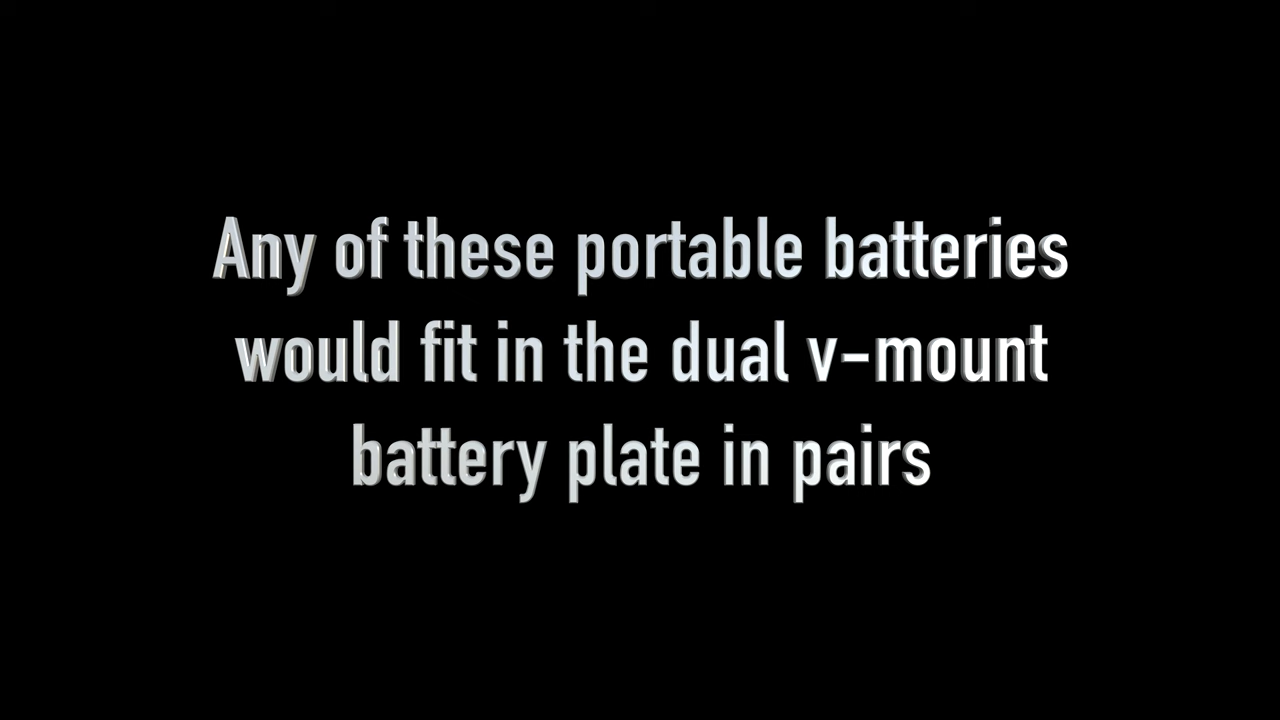 Any of these portable batteries
would fit in the dual v-mount
battery plate in pairs